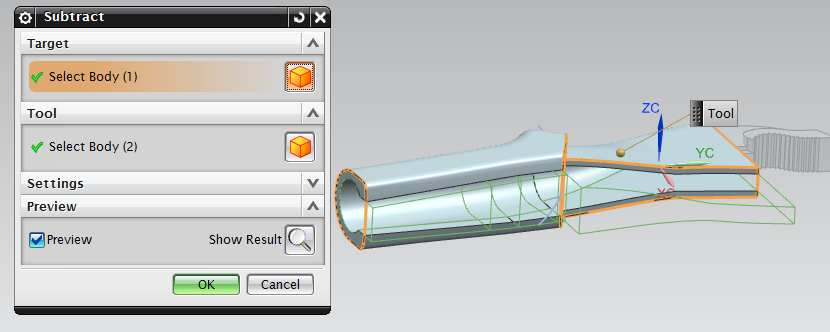 Subtract
Target
Select Body (1)
Tool
Select Body (2)
Settings
Preview
Preview Show Result
OK Cancel
ZC
Tool
YC
XC